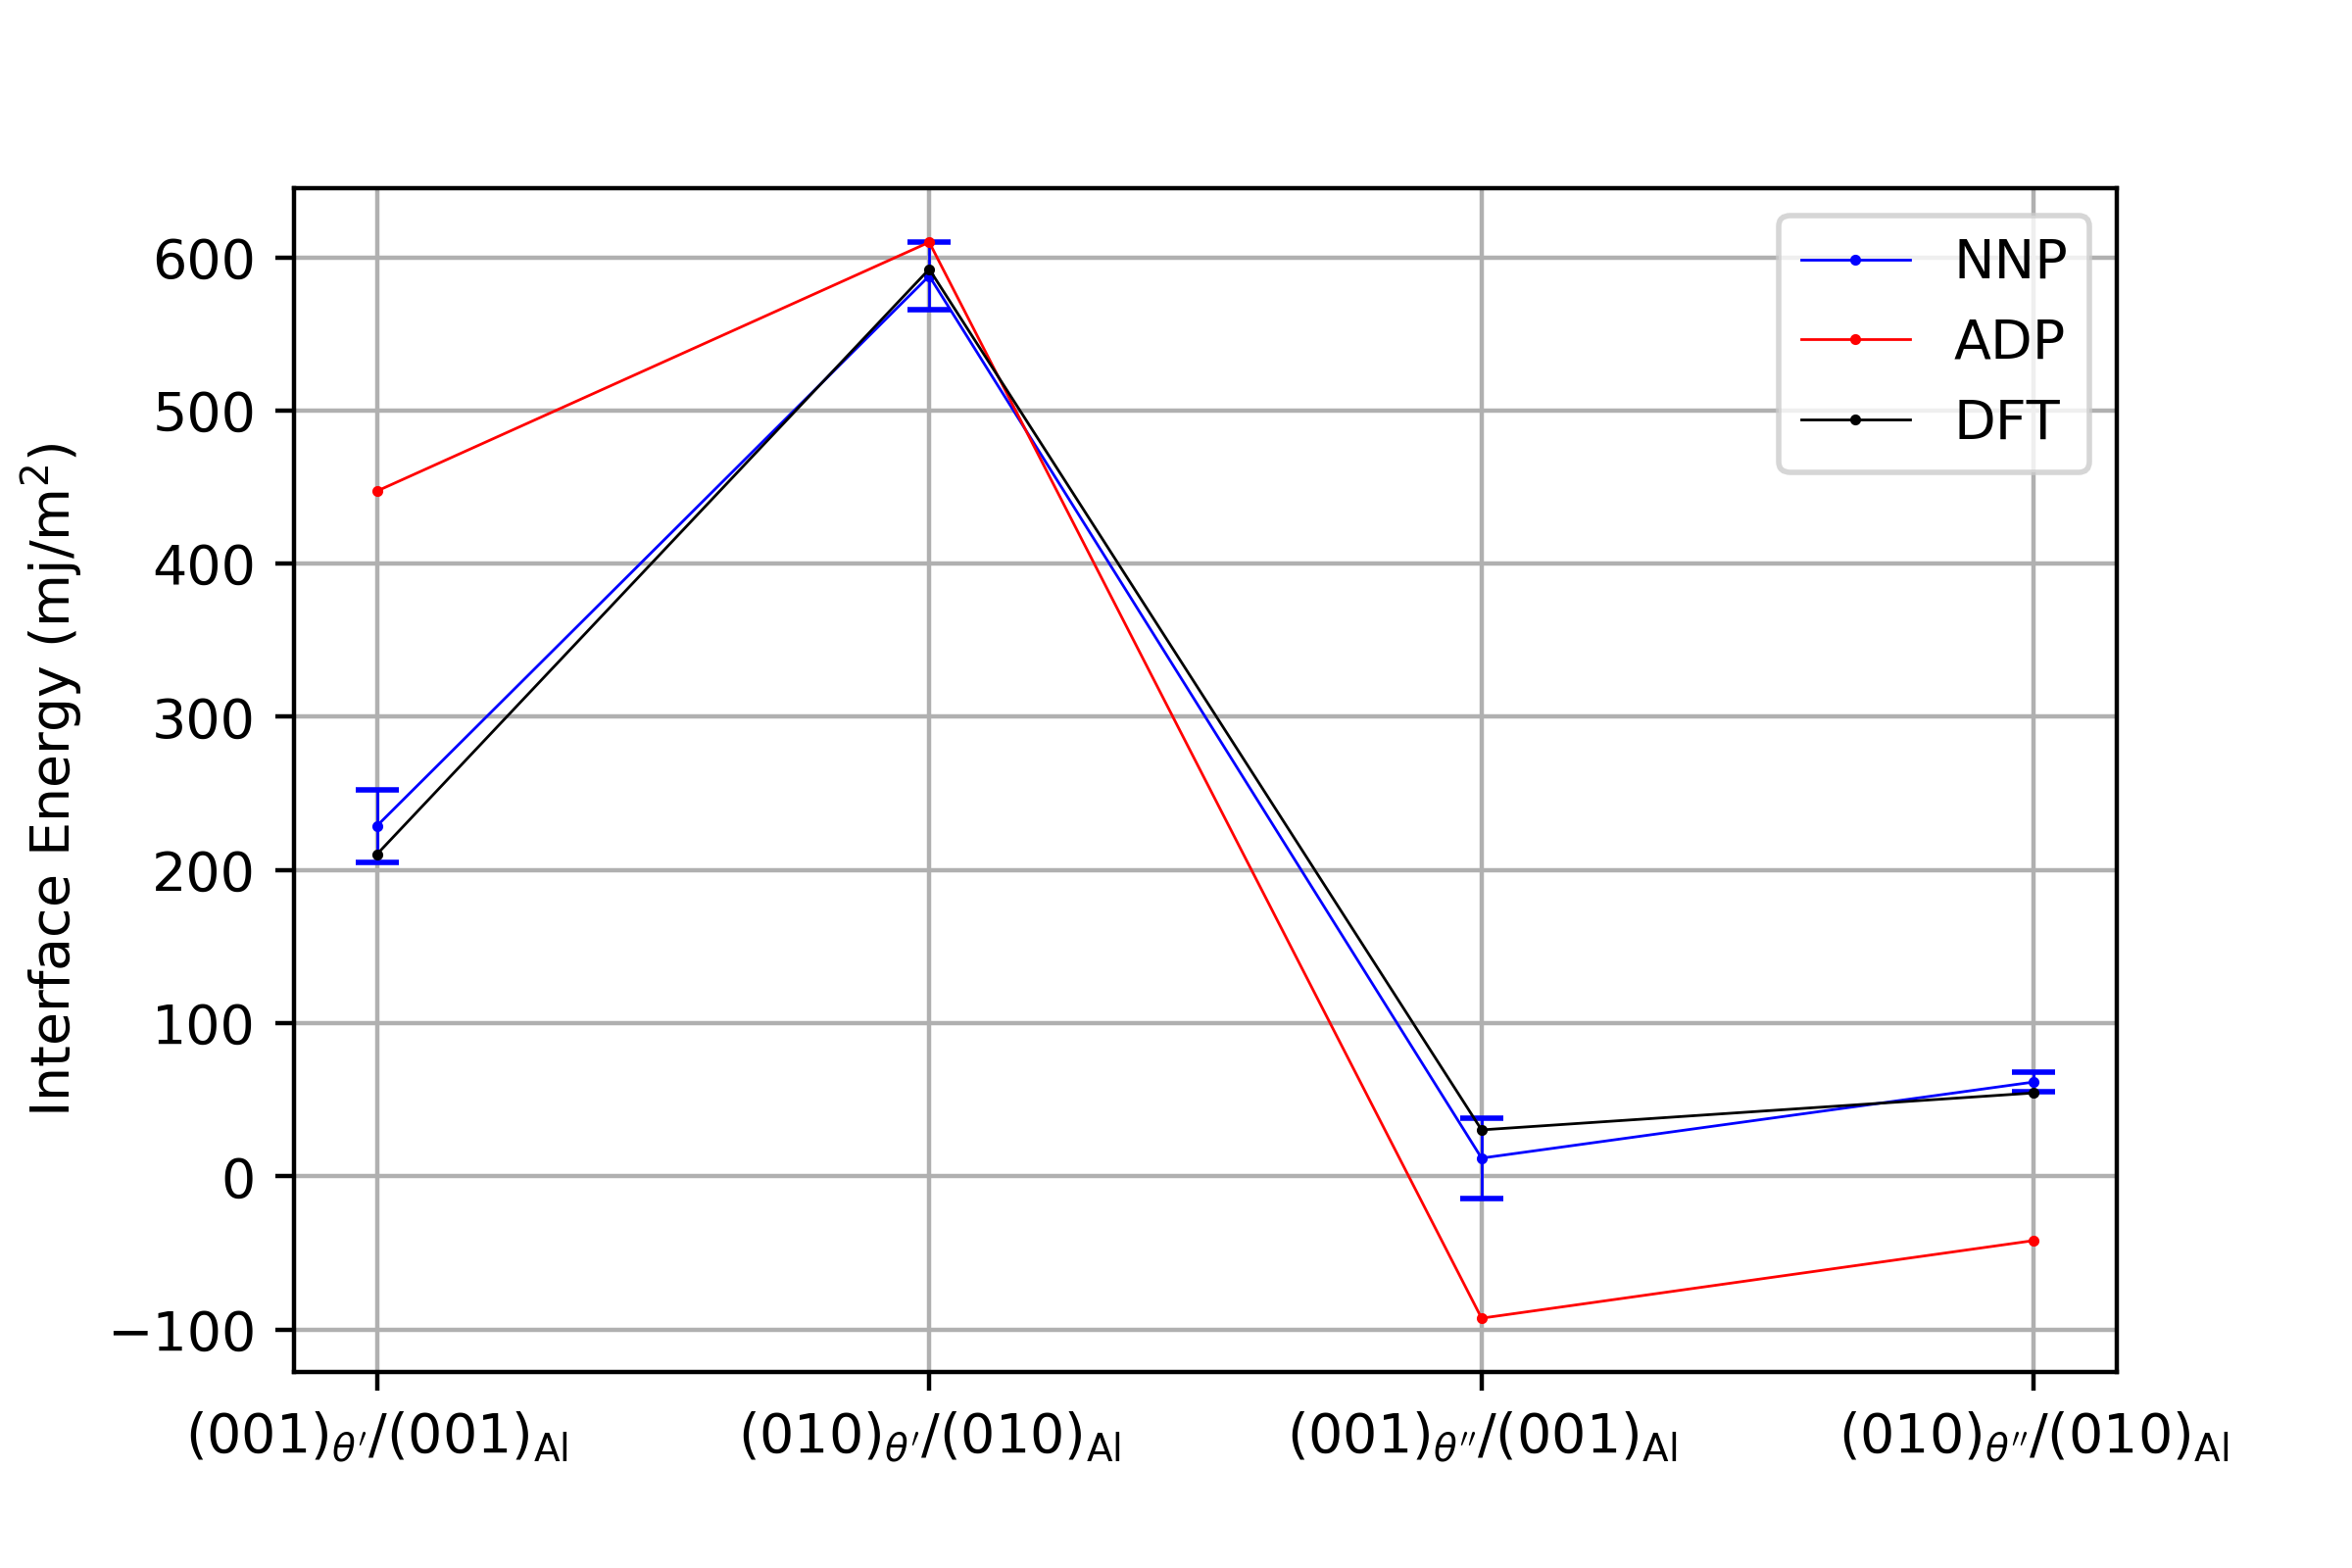 NNP
ADP
DFT
Interface Energy (mj/m²)
600
500
400
300
200
100
0
−100
(001)θ′/(001)Al (010)θ′/(010)Al (001)θ″/(001)Al (010)θ″/(010)Al